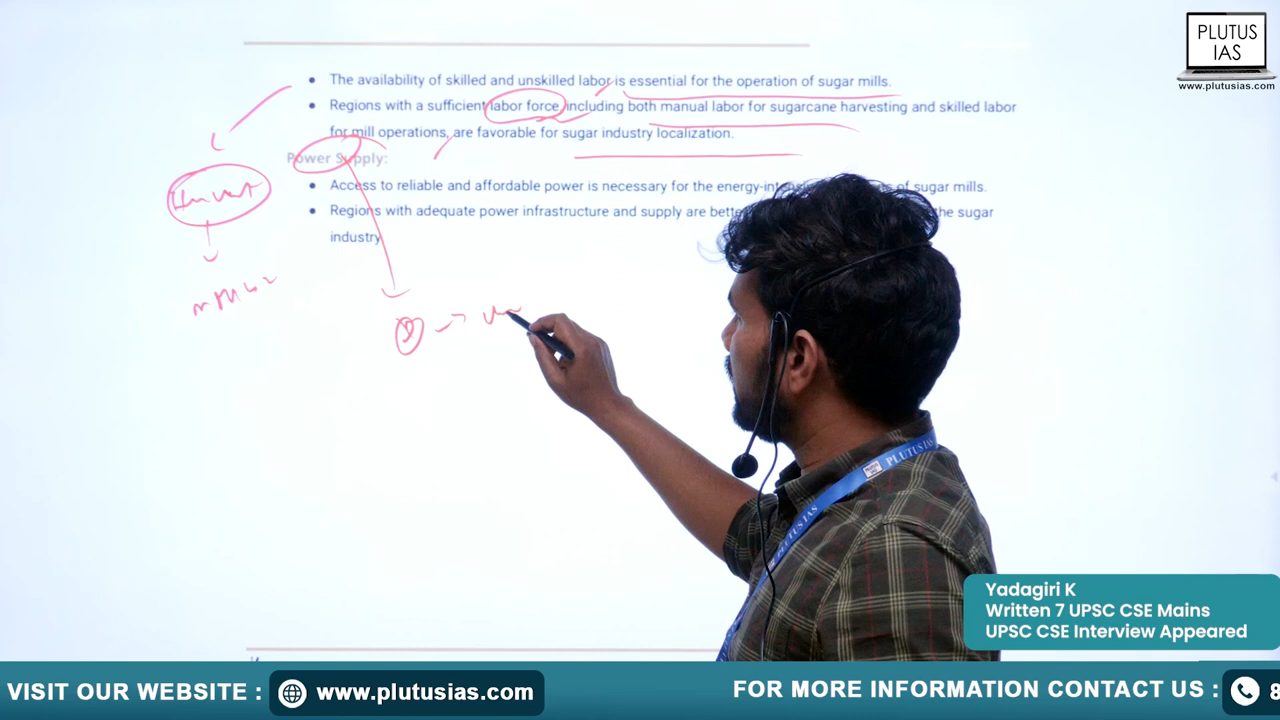 PLUTUS
IAS
www.plutusias.com
• The availability of skilled and unskilled labor is essential for the operation of sugar mills.
• Regions with a sufficient labor force, including both manual labor for sugarcane harvesting and skilled labor
for mill operations, are favorable for sugar industry localization.
Power Supply:
• Access to reliable and affordable power is necessary for the energy-intensive of sugar mills.
• Regions with adequate power infrastructure and supply are the sugar
industry
PLUTUS IAS
Yadagiri K
Written 7 UPSC CSE Mains
UPSC CSE Interview Appeared
VISIT OUR WEBSITE : www.plutusias.com
FOR MORE INFORMATION CONTACT US : 8